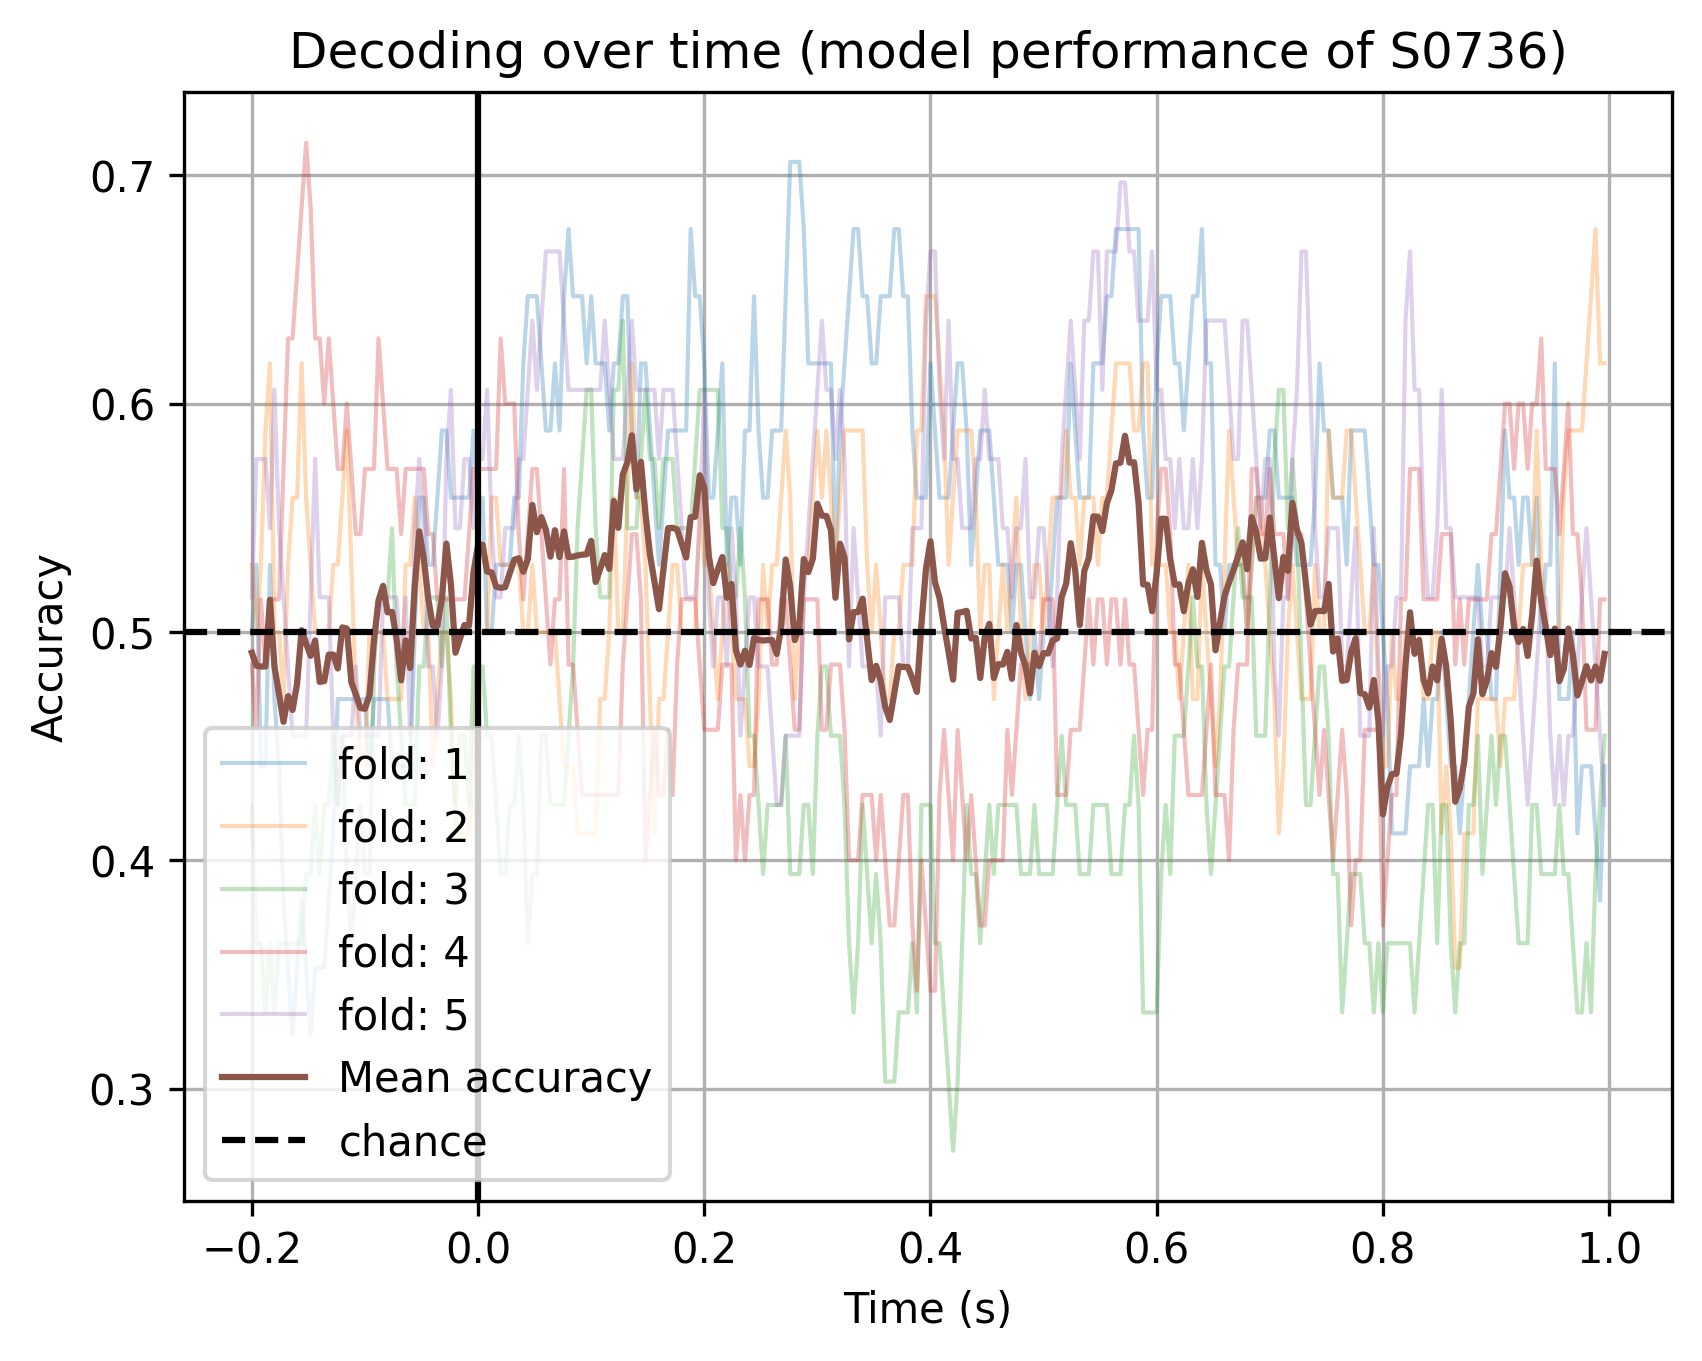 Decoding over time (model performance of S0736)
Accuracy
0.7
0.6
0.5
0.4
0.3
fold: 1
fold: 2
fold: 3
fold: 4
fold: 5
Mean accuracy
chance
−0.2 0.0 0.2 0.4 0.6 0.8 1.0
Time (s)